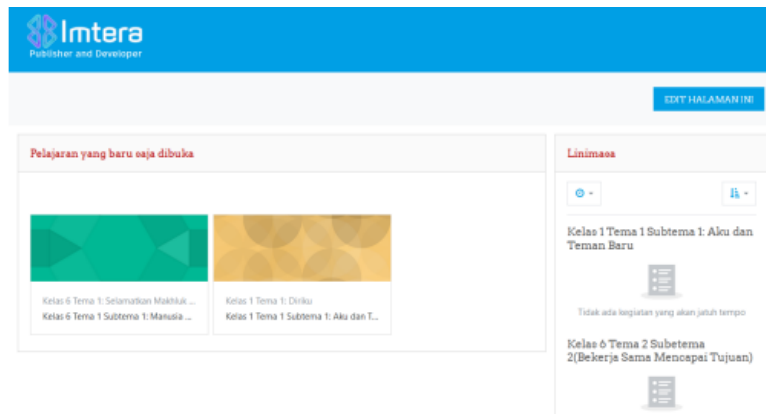 Imtera
Publisher and Developer
EDIT HALAMAN INI
Pelajaran yang baru saja dibuka
Kelas 6 Tema 1: Selamatkan Makhluk ...
Kelas 6 Tema 1 Subtema 1: Manusia ...
Kelas 1 Tema 1: Diriku
Kelas 1 Tema 1 Subtema 1: Aku dan T...
Linimasa
Kelas 1 Tema 1 Subtema 1: Aku dan
Teman Baru
Tidak ada kegiatan yang akan jatuh tempo
Kelas 6 Tema 2 Subetema
2(Bekerja Sama Mencapai Tujuan)